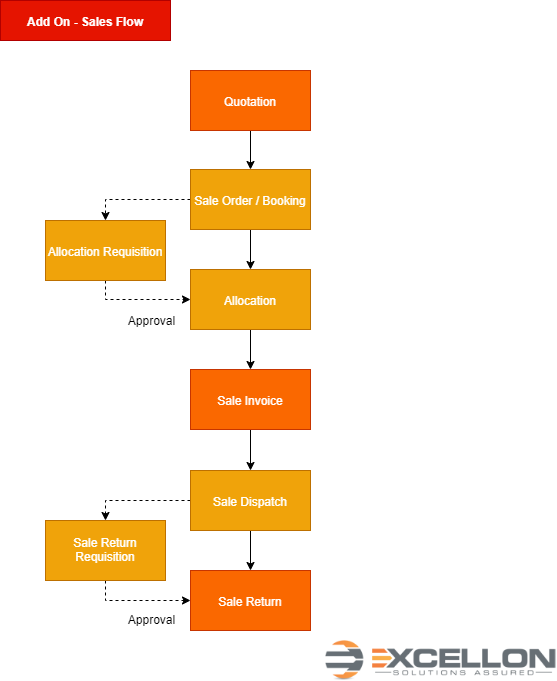 Add On - Sales Flow
Quotation
Sale Order / Booking
Allocation Requisition
Allocation
Approval
Sale Invoice
Sale Dispatch
Sale Return
Requisition
Sale Return
Approval
EXCELLON
SOLUTIONS ASSURED